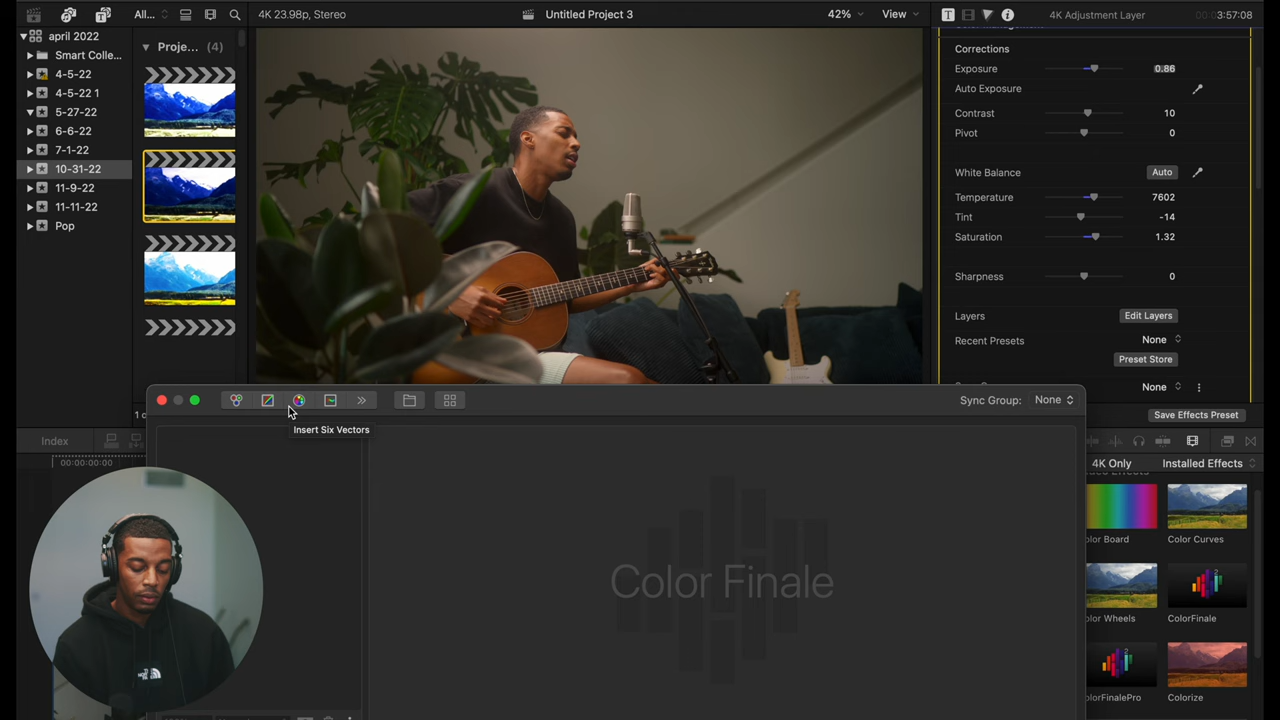 All...
4K 23.98p, Stereo
Untitled Project 3
42%
View
4K Adjustment Layer
3:57:08
april 2022
Smart Colle...
4-5-22
4-5-22 1
5-27-22
6-6-22
7-1-22
10-31-22
11-9-22
11-11-22
Pop
Proje...
(4)
Corrections
Exposure
0.86
Auto Exposure
Contrast
10
Pivot
0
White Balance
Auto
Temperature
7602
Tint
-14
Saturation
1.32
Sharpness
0
Layers
Edit Layers
Recent Presets
None
Preset Store
None
Save Effects Preset
Sync Group:
None
Insert Six Vectors
Color Finale
Index
00:00:00:00
4K Only
Installed Effects
olor Board
Color Curves
olor Wheels
ColorFinale
olorFinalePro
Colorize